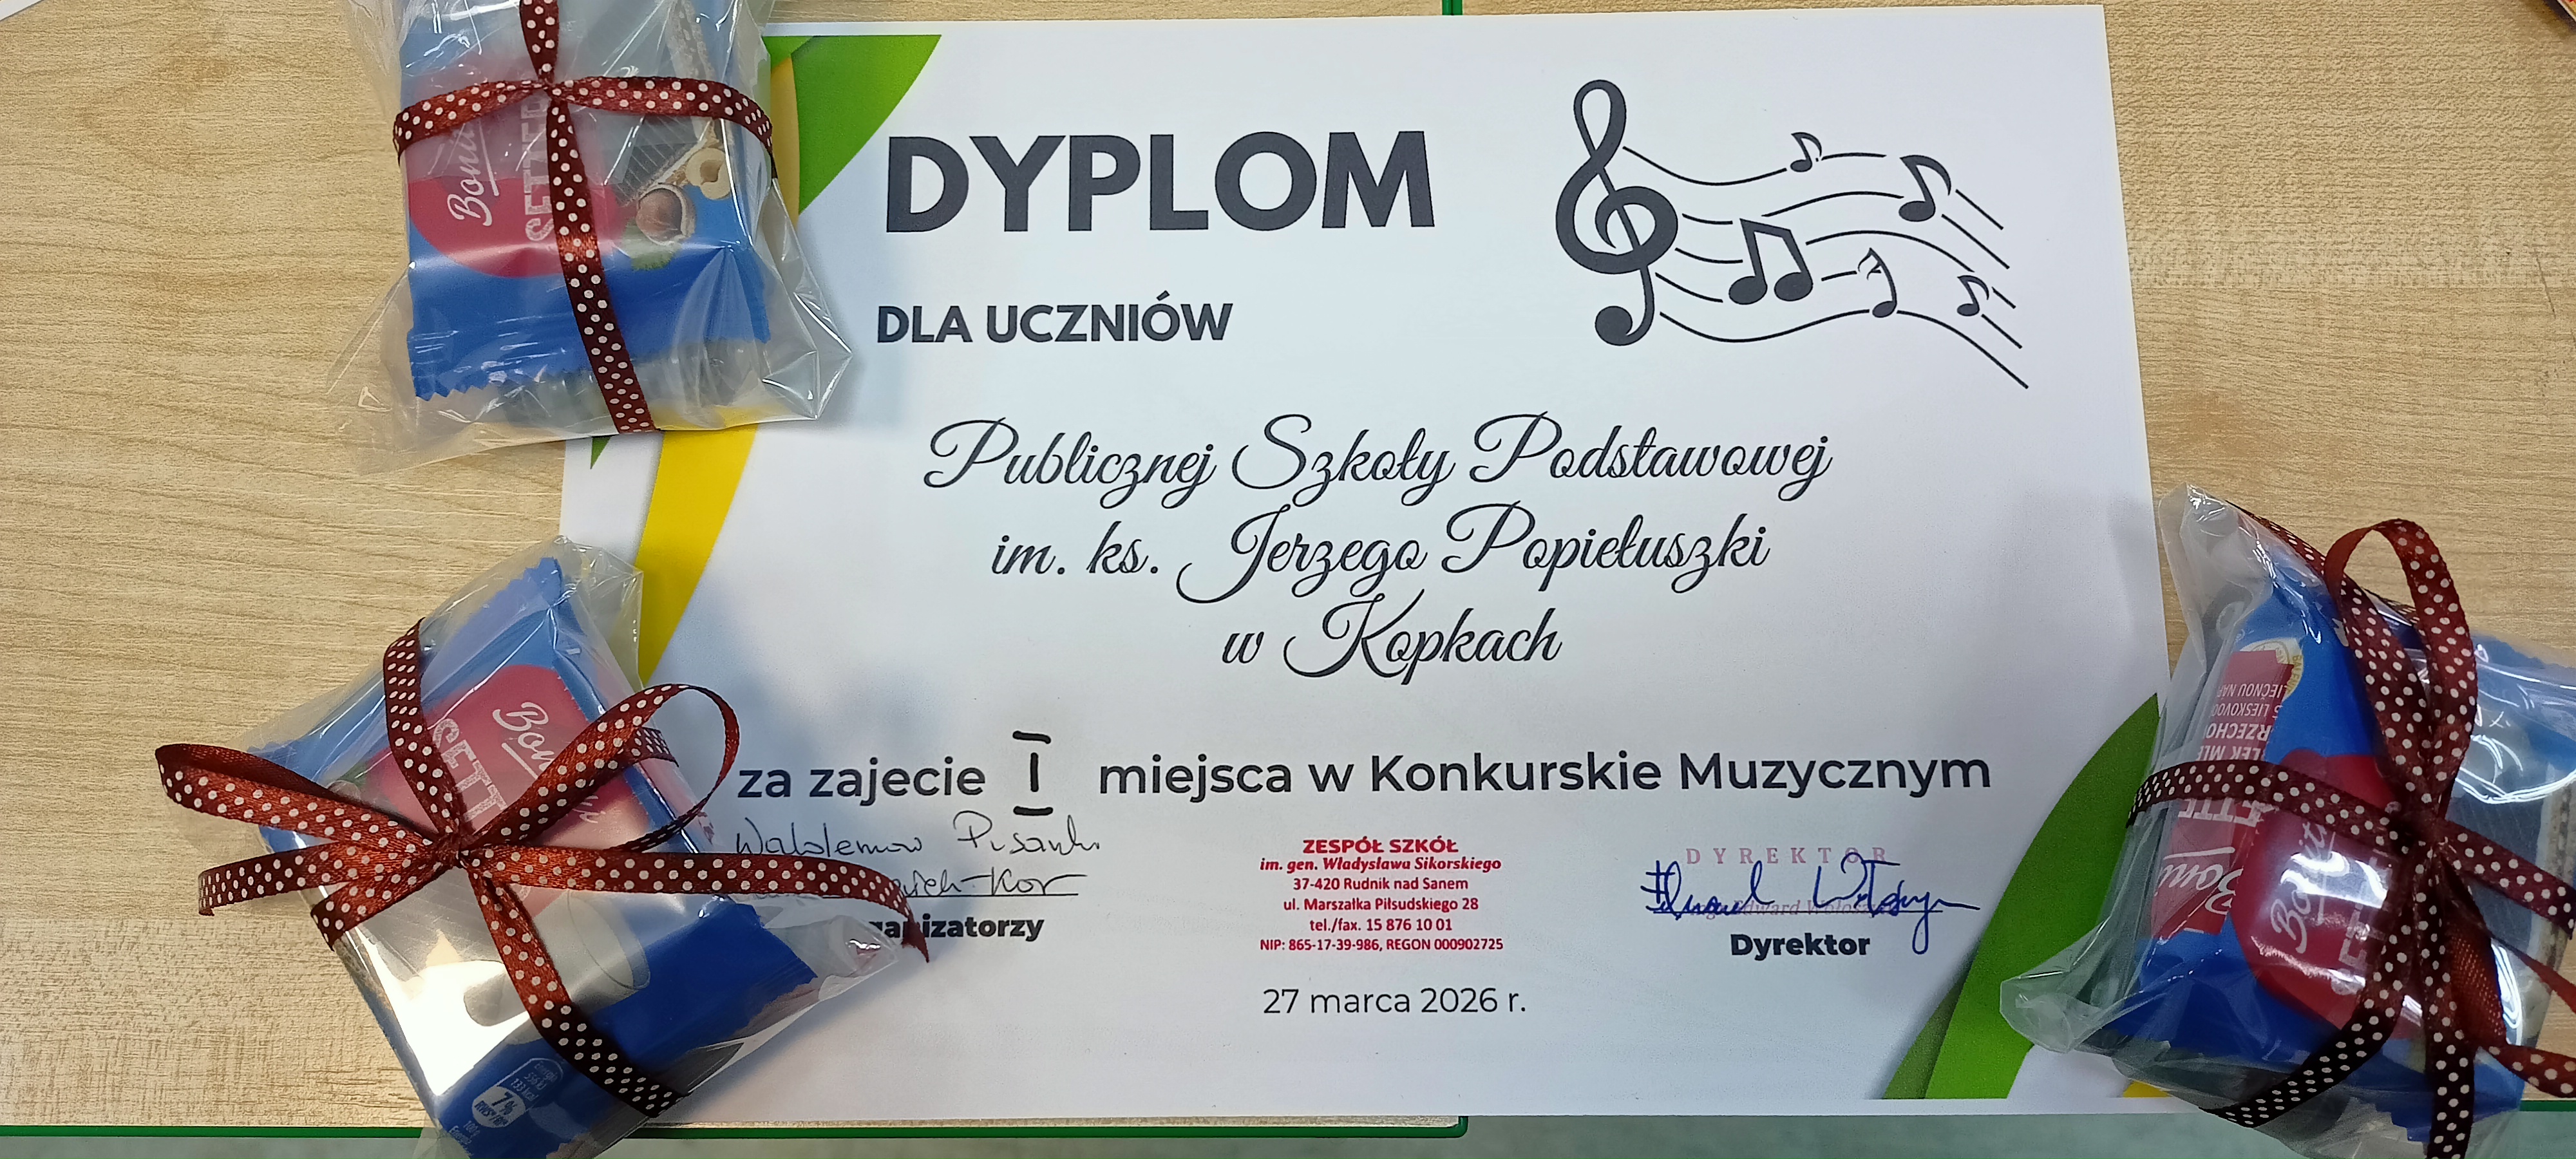 DYPLOM
DLA UCZNIÓW
Publicznej Szkoły Podstawowej
im. ks. Jerzego Popiełuszki
w Kopkach
za zajecie I miejsca w Konkurskie Muzycznym
ganizatorzy
ZESPÓŁ SZKÓŁ
im. gen. Władysława Sikorskiego
37-420 Rudnik nad Sanem
ul. Marszałka Piłsudskiego 28
tel./fax. 15 876 10 01
NIP: 865-17-39-986, REGON 000902725
DYREKTOR
Dyrektor
27 marca 2026 r.
7%